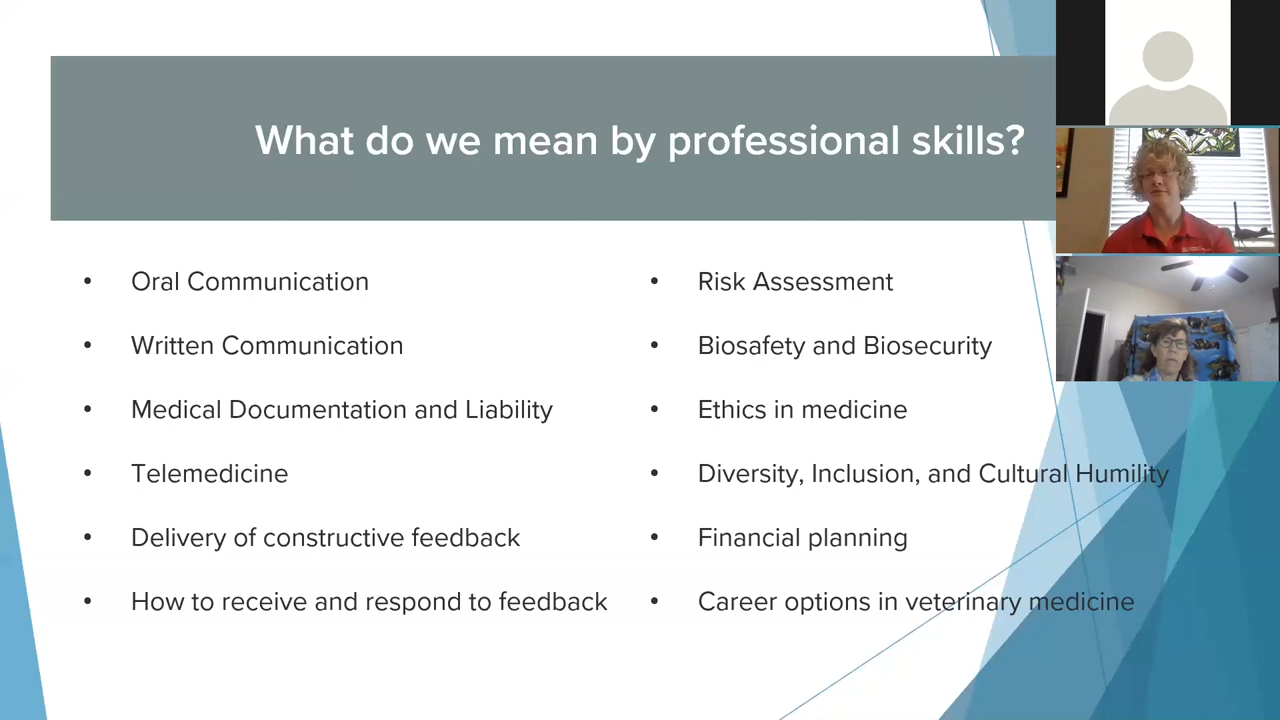 What do we mean by professional skills?
Oral Communication
Written Communication
Medical Documentation and Liability
Telemedicine
Delivery of constructive feedback
How to receive and respond to feedback
Risk Assessment
Biosafety and Biosecurity
Ethics in medicine
Diversity, Inclusion, and Cultural Humility
Financial planning
Career options in veterinary medicine